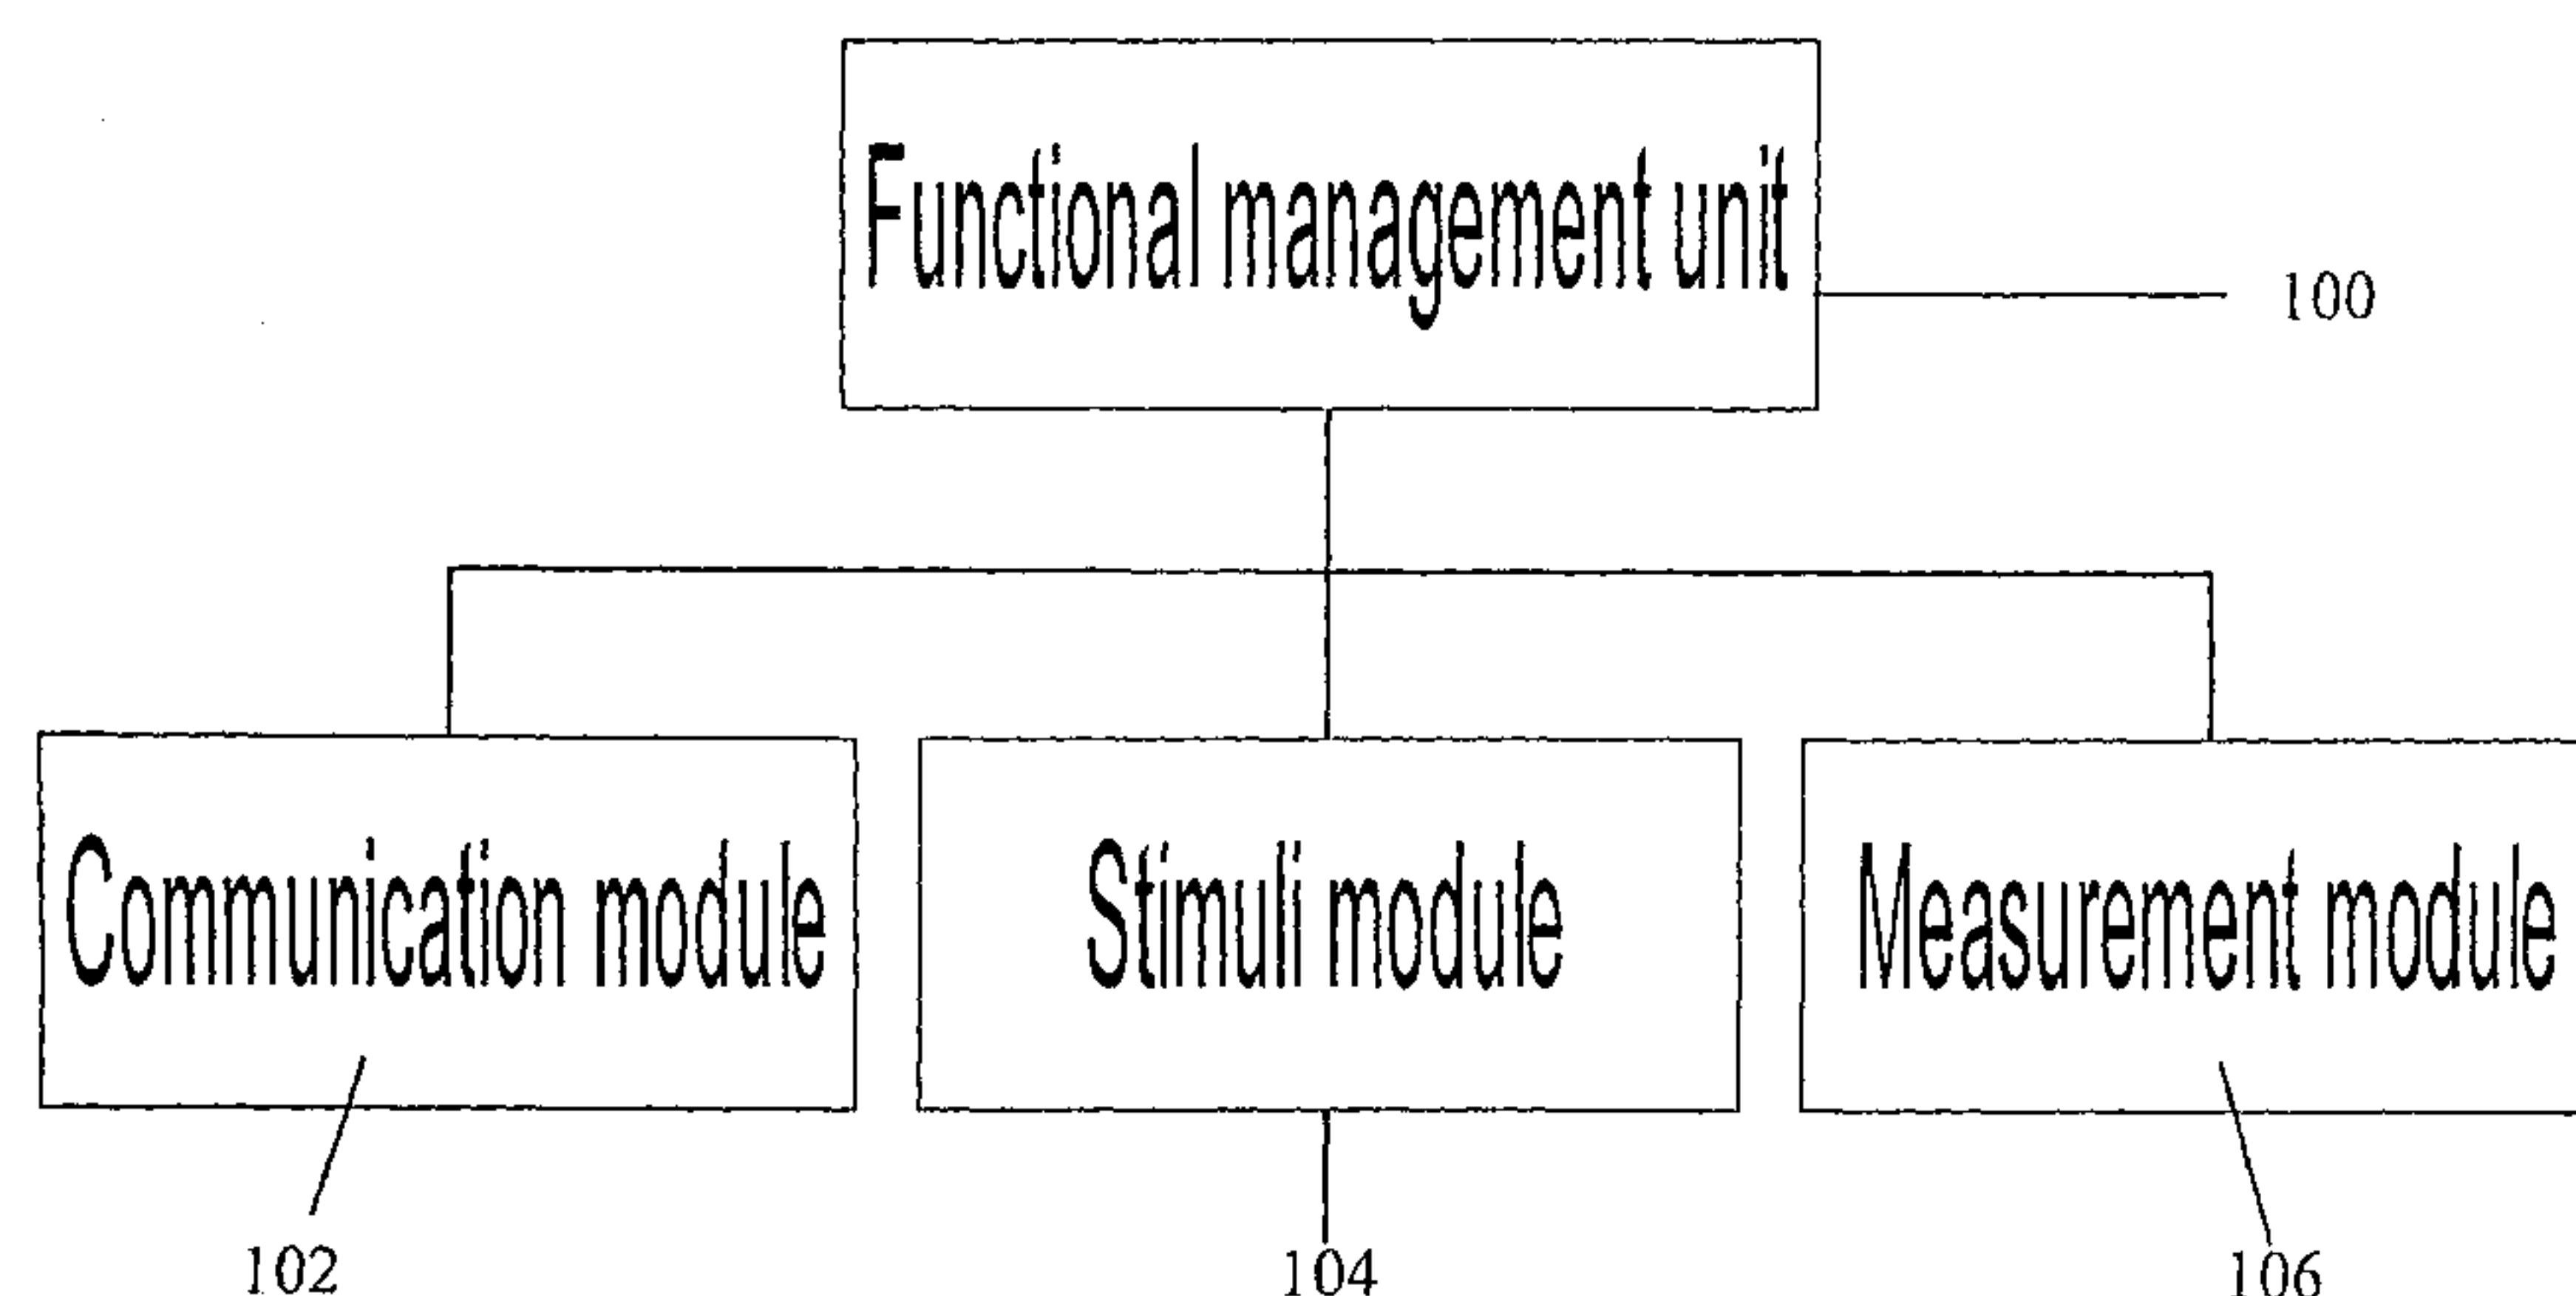 Functional management unit
100
Communication module
Stimuli module
Measurement module
102
104
106